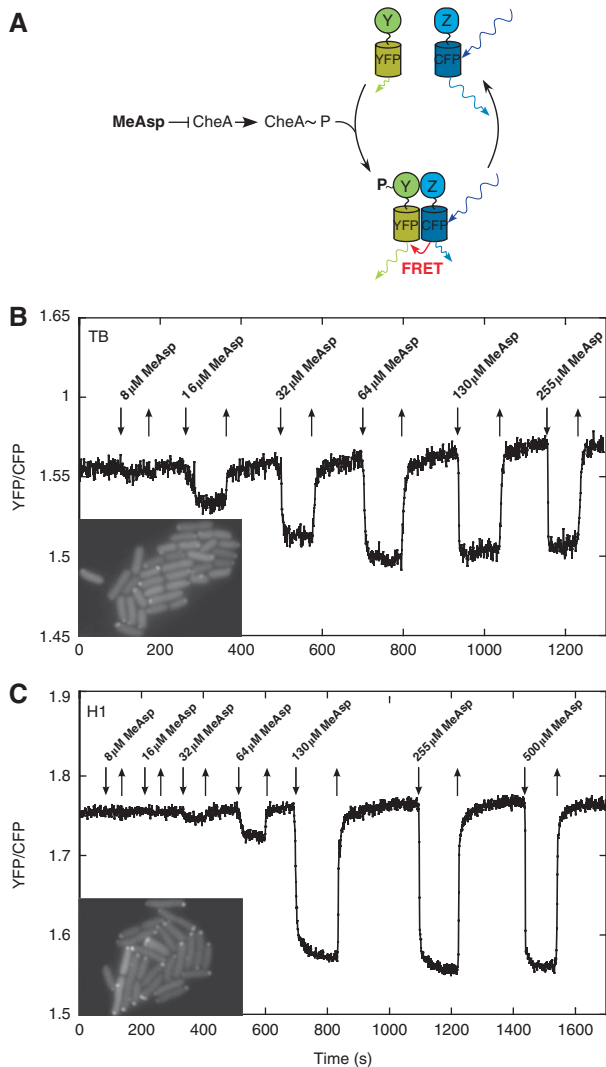 A
Y
Z
YFP
CFP
MeAsp
CheA
CheA~ P
P~
Y
Z
YFP
CFP
FRET
B
1.65
TB
8 μM MeAsp
16 μM MeAsp
32 μM MeAsp
64 μM MeAsp
130 μM MeAsp
255 μM MeAsp
1
1.55
1.5
1.45
YFP/CFP
0
200
400
600
800
1000
1200
C
1.9
H1
8 μM MeAsp
16 μM MeAsp
32 μM MeAsp
64 μM MeAsp
130 μM MeAsp
255 μM MeAsp
500 μM MeAsp
1.8
1.7
1.6
1.5
YFP/CFP
0
200
400
600
800
1000
1200
1400
1600
Time (s)